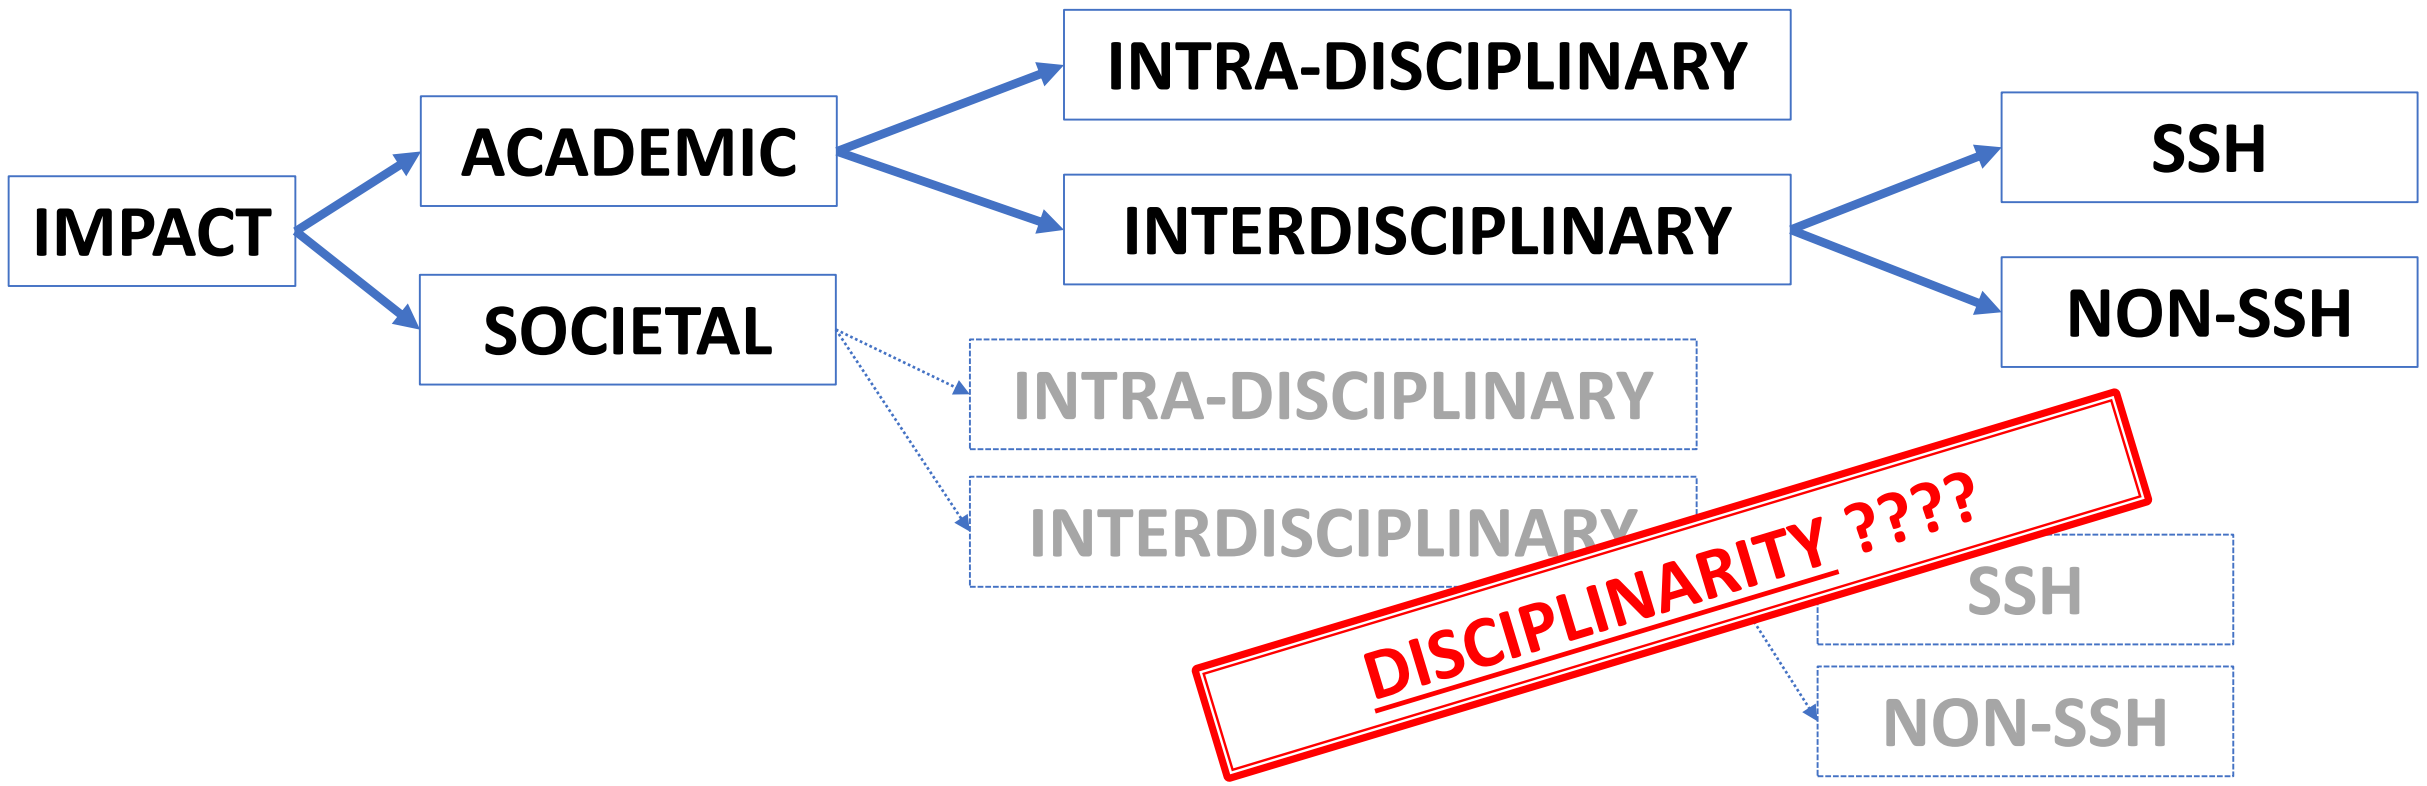 IMPACT
ACADEMIC
SOCIETAL
INTRA-DISCIPLINARY
INTERDISCIPLINARY
SSH
NON-SSH
INTRA-DISCIPLINARY
INTERDISCIPLINARY
SSH
NON-SSH
DISCIPLINARITY ????